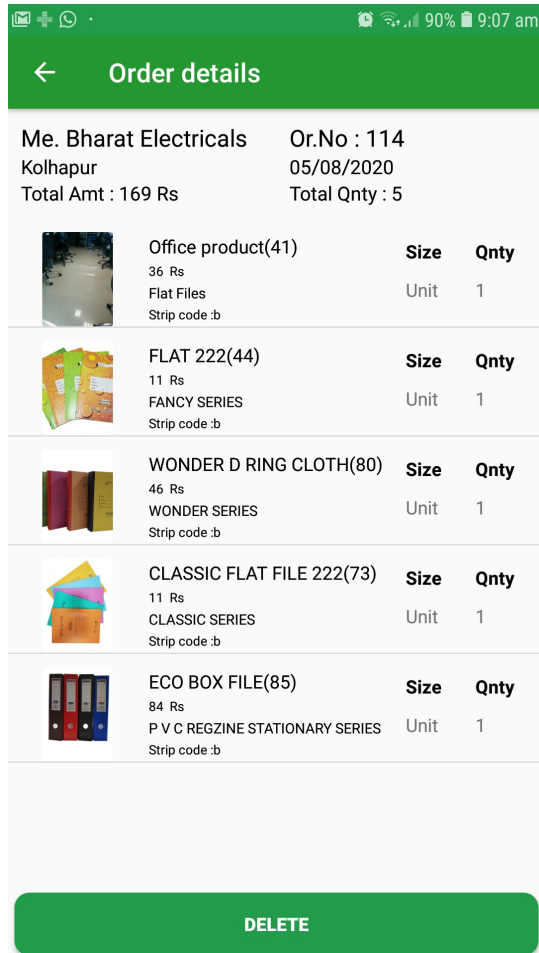 90% 9:07 am
Order details
Me. Bharat Electricals
Or.No : 114
Kolhapur
05/08/2020
Total Amt : 169 Rs
Total Qnty : 5
Office product(41)
Size Qnty
36 Rs
Flat Files
Unit 1
Strip code :b
FLAT 222(44)
Size Qnty
11 Rs
FANCY SERIES
Unit 1
Strip code :b
WONDER D RING CLOTH(80)
Size Qnty
46 Rs
WONDER SERIES
Unit 1
Strip code :b
CLASSIC FLAT FILE 222(73)
Size Qnty
11 Rs
CLASSIC SERIES
Unit 1
Strip code :b
ECO BOX FILE(85)
Size Qnty
84 Rs
P V C REGZINE STATIONARY SERIES
Unit 1
Strip code :b
DELETE